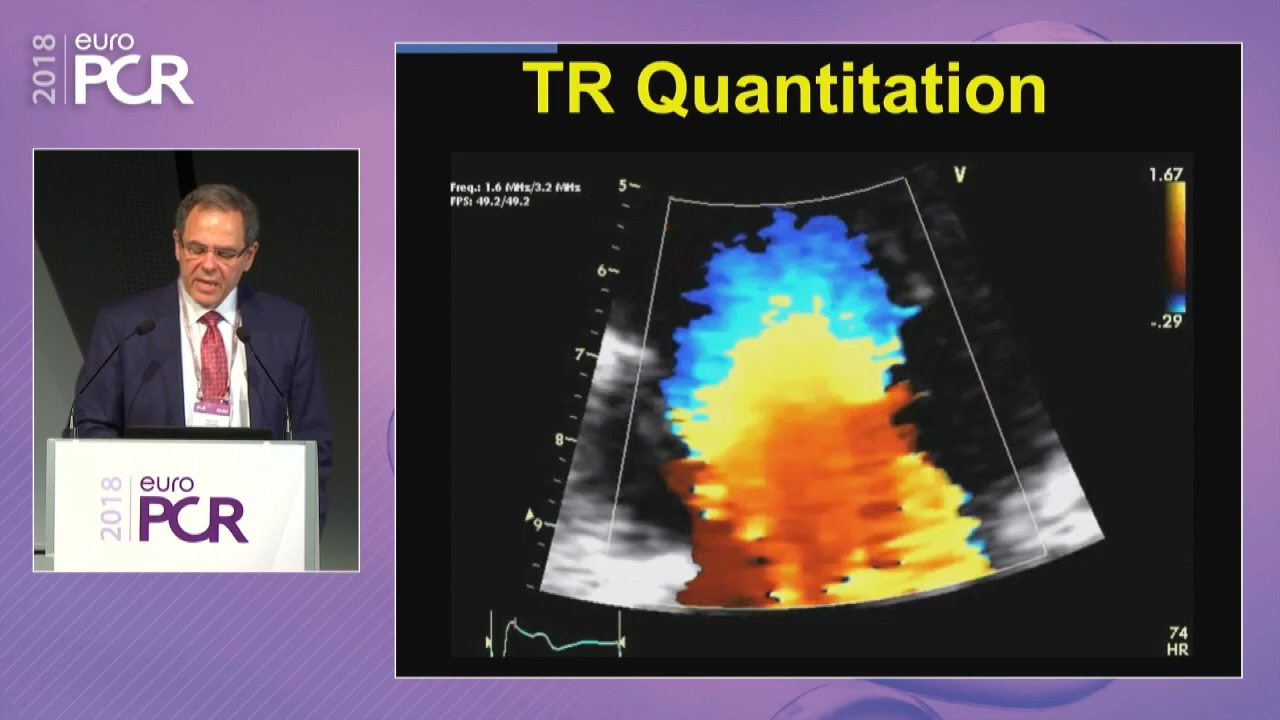 2018
euro
PCR
TR Quantitation
Freq.: 1.6 MHz/3.2 MHz
FPS: 49.2/49.2
5
6
7
8
9
V
1.67
-.29
74
HR
2018
euro
PCR